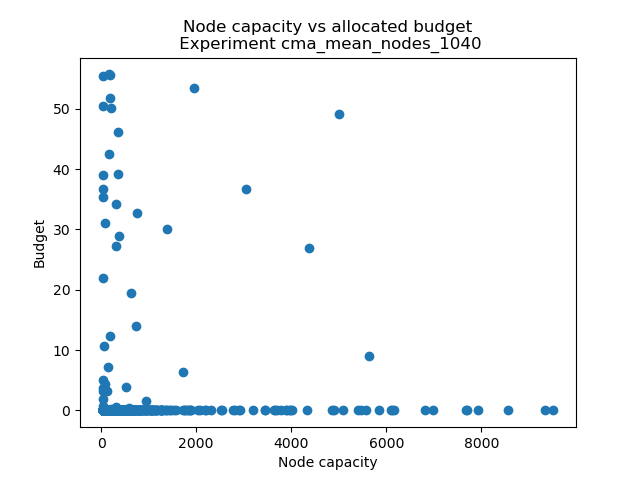 Node capacity vs allocated budget
Experiment cma_mean_nodes_1040
50
40
30
20
10
0
Budget
0 2000 4000 6000 8000
Node capacity